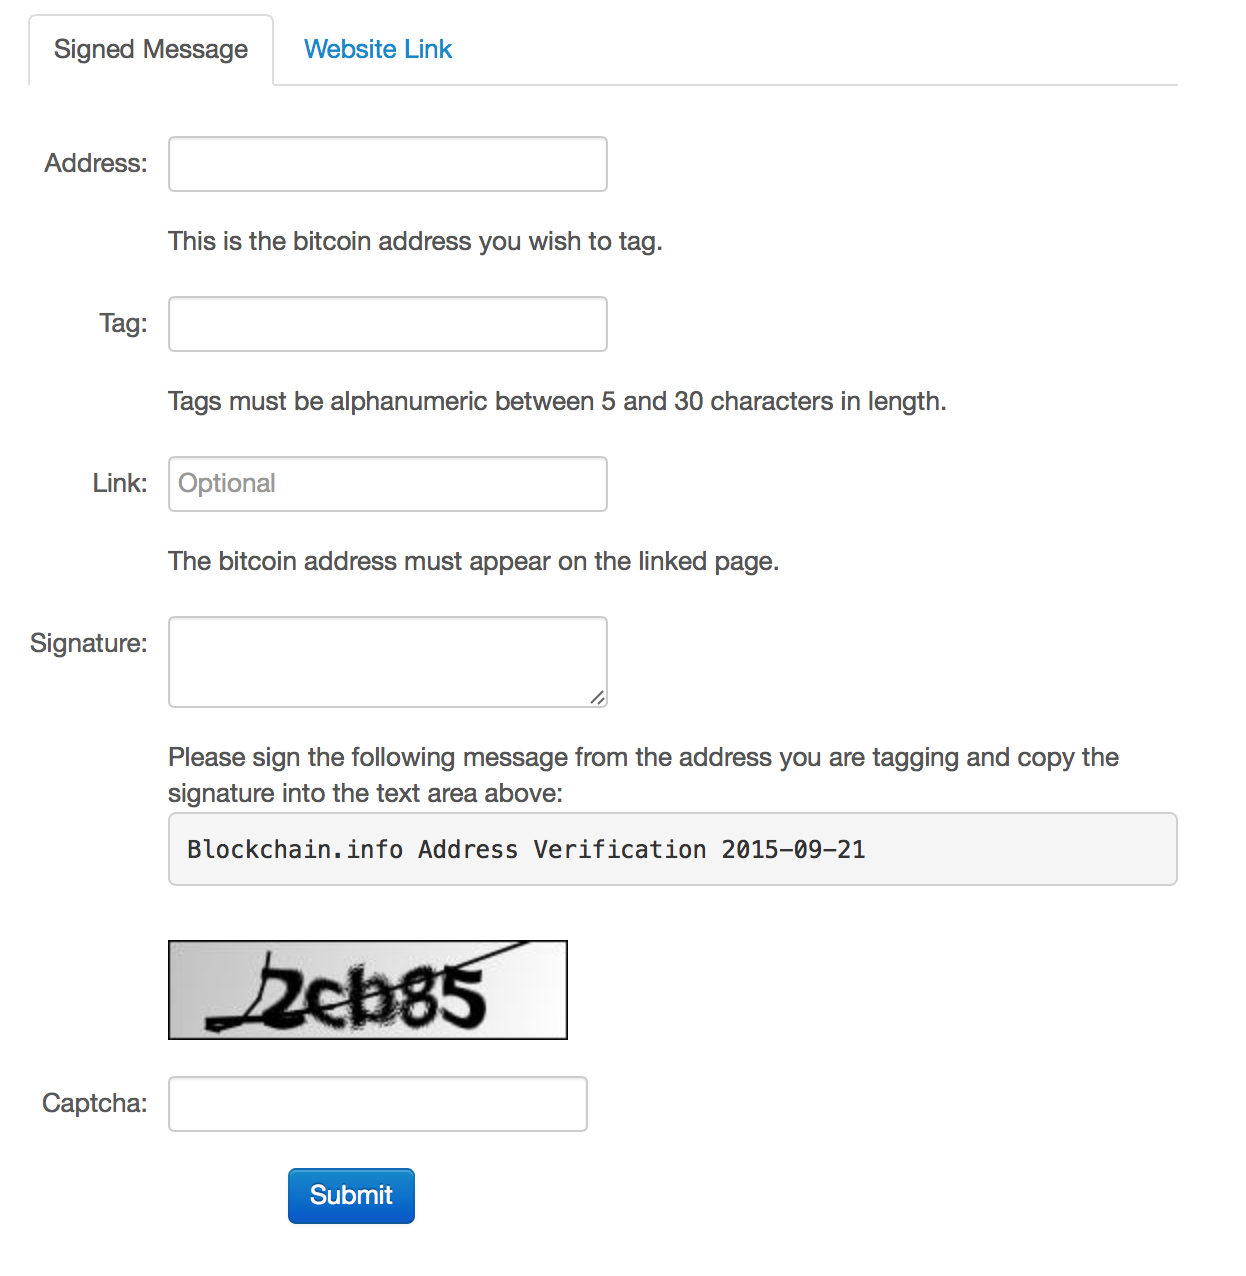 Signed Message Website Link
Address:
This is the bitcoin address you wish to tag.
Tag:
Tags must be alphanumeric between 5 and 30 characters in length.
Link: Optional
The bitcoin address must appear on the linked page.
Signature:
Please sign the following message from the address you are tagging and copy the
signature into the text area above:
Blockchain.info Address Verification 2015-09-21
2cb85
Captcha:
Submit